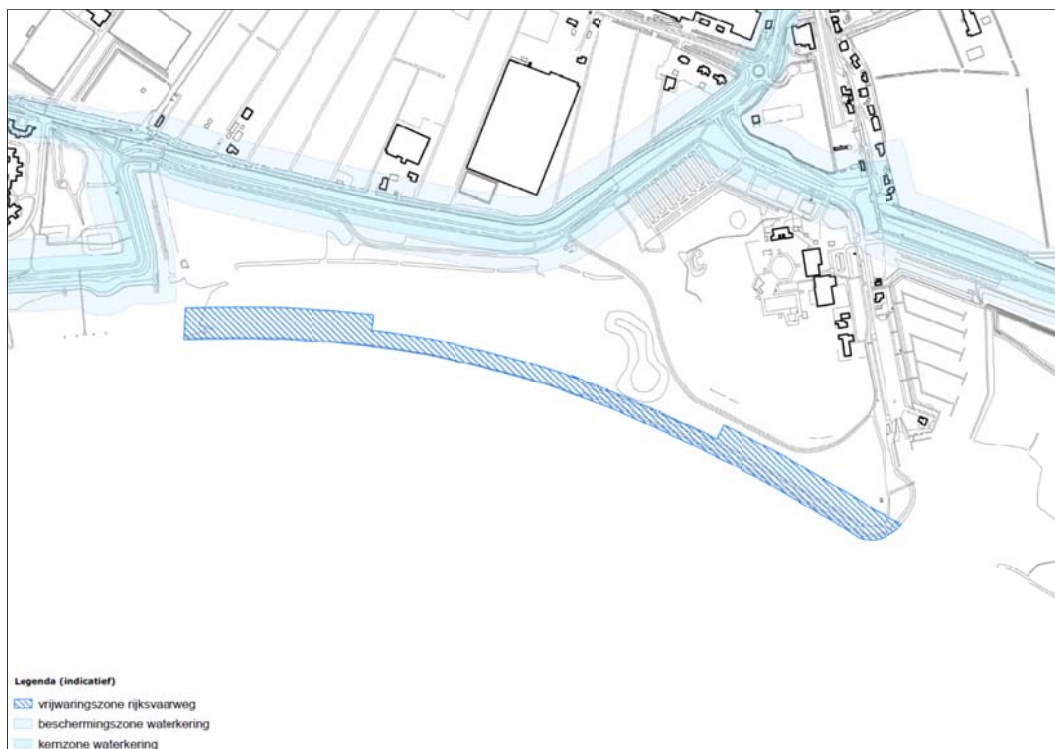 Legenda (indicatief)
vrijwaringszone rijksvaarweg
beschermingszone waterkering
kernzone waterkering